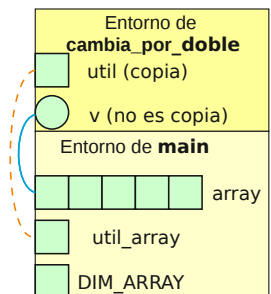 Entorno de
cambia_por_doble
util (copia)
v (no es copia)
Entorno de main
array
util_array
DIM_ARRAY